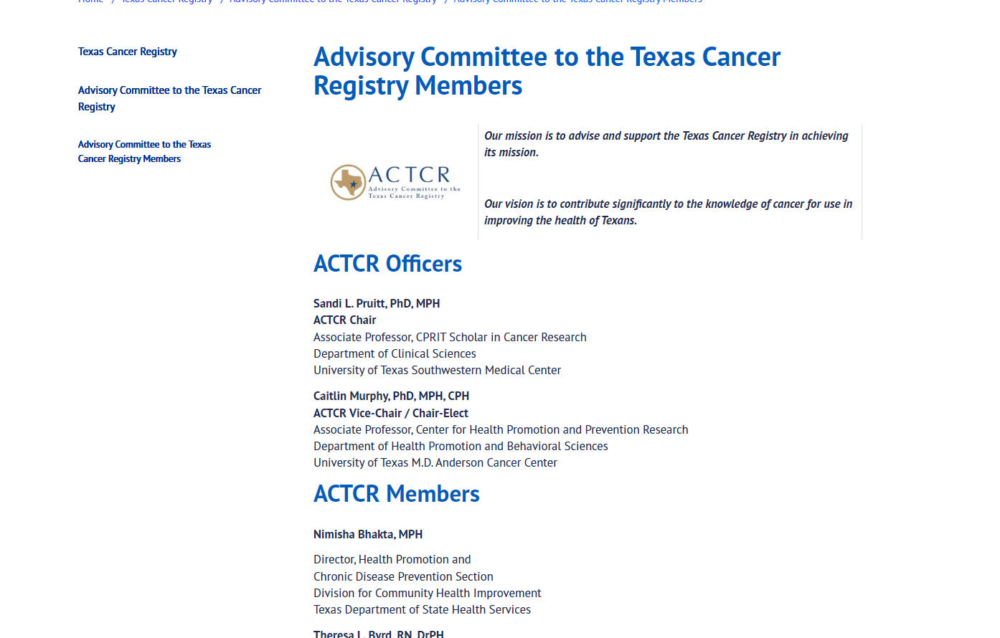 Home / Texas Cancer Registry / Advisory Committee to the Texas Cancer Registry / Advisory Committee to the Texas Cancer Registry Members
Texas Cancer Registry
Advisory Committee to the Texas Cancer
Registry
Advisory Committee to the Texas
Cancer Registry Members
Advisory Committee to the Texas Cancer
Registry Members
ACTCR
Advisory Committee to the
Texas Cancer Registry
Our mission is to advise and support the Texas Cancer Registry in achieving
its mission.
Our vision is to contribute significantly to the knowledge of cancer for use in
improving the health of Texans.
ACTCR Officers
Sandi L. Pruitt, PhD, MPH
ACTCR Chair
Associate Professor, CPRIT Scholar in Cancer Research
Department of Clinical Sciences
University of Texas Southwestern Medical Center
Caitlin Murphy, PhD, MPH, CPH
ACTCR Vice-Chair / Chair-Elect
Associate Professor, Center for Health Promotion and Prevention Research
Department of Health Promotion and Behavioral Sciences
University of Texas M.D. Anderson Cancer Center
ACTCR Members
Nimisha Bhakta, MPH
Director, Health Promotion and
Chronic Disease Prevention Section
Division for Community Health Improvement
Texas Department of State Health Services
Theresa L. Byrd, RN, DrPH